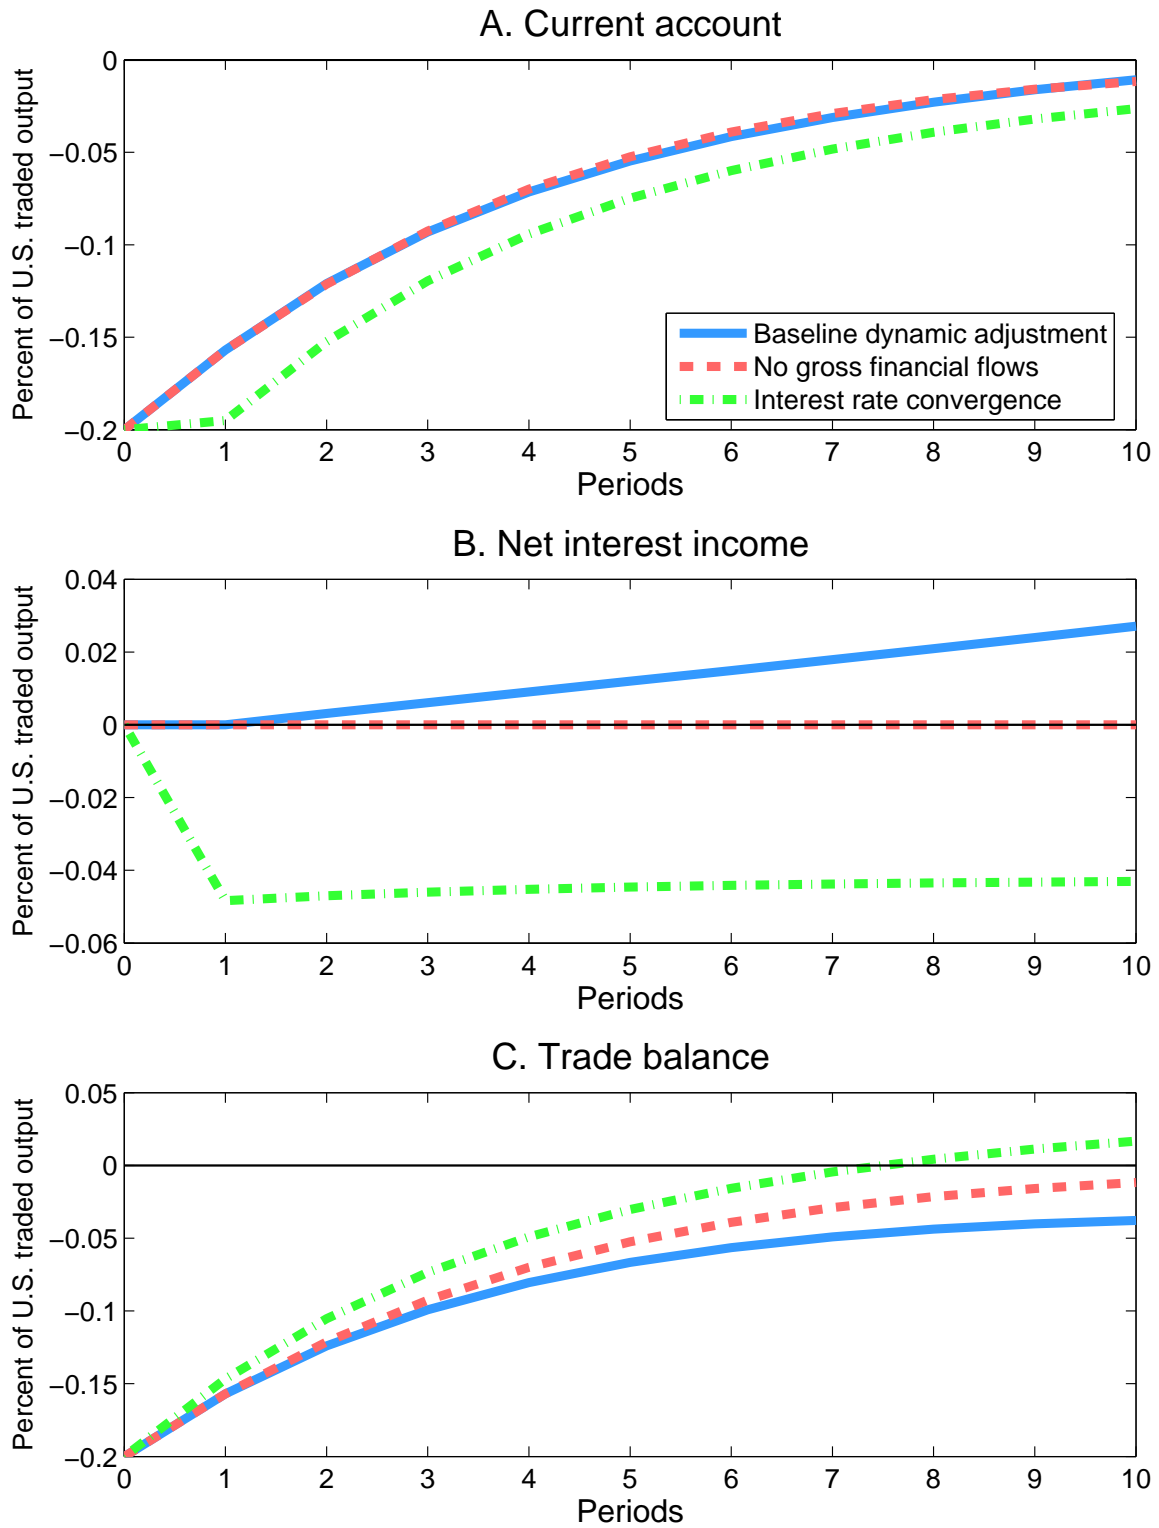 A. Current account
Percent of U.S. traded output
0
−0.05
−0.1
−0.15
−0.2
0 1 2 3 4 5 6 7 8 9 10
Periods
Baseline dynamic adjustment
No gross financial flows
Interest rate convergence
B. Net interest income
Percent of U.S. traded output
0.04
0.02
0
−0.02
−0.04
−0.06
0 1 2 3 4 5 6 7 8 9 10
Periods
C. Trade balance
Percent of U.S. traded output
0.05
0
−0.05
−0.1
−0.15
−0.2
0 1 2 3 4 5 6 7 8 9 10
Periods